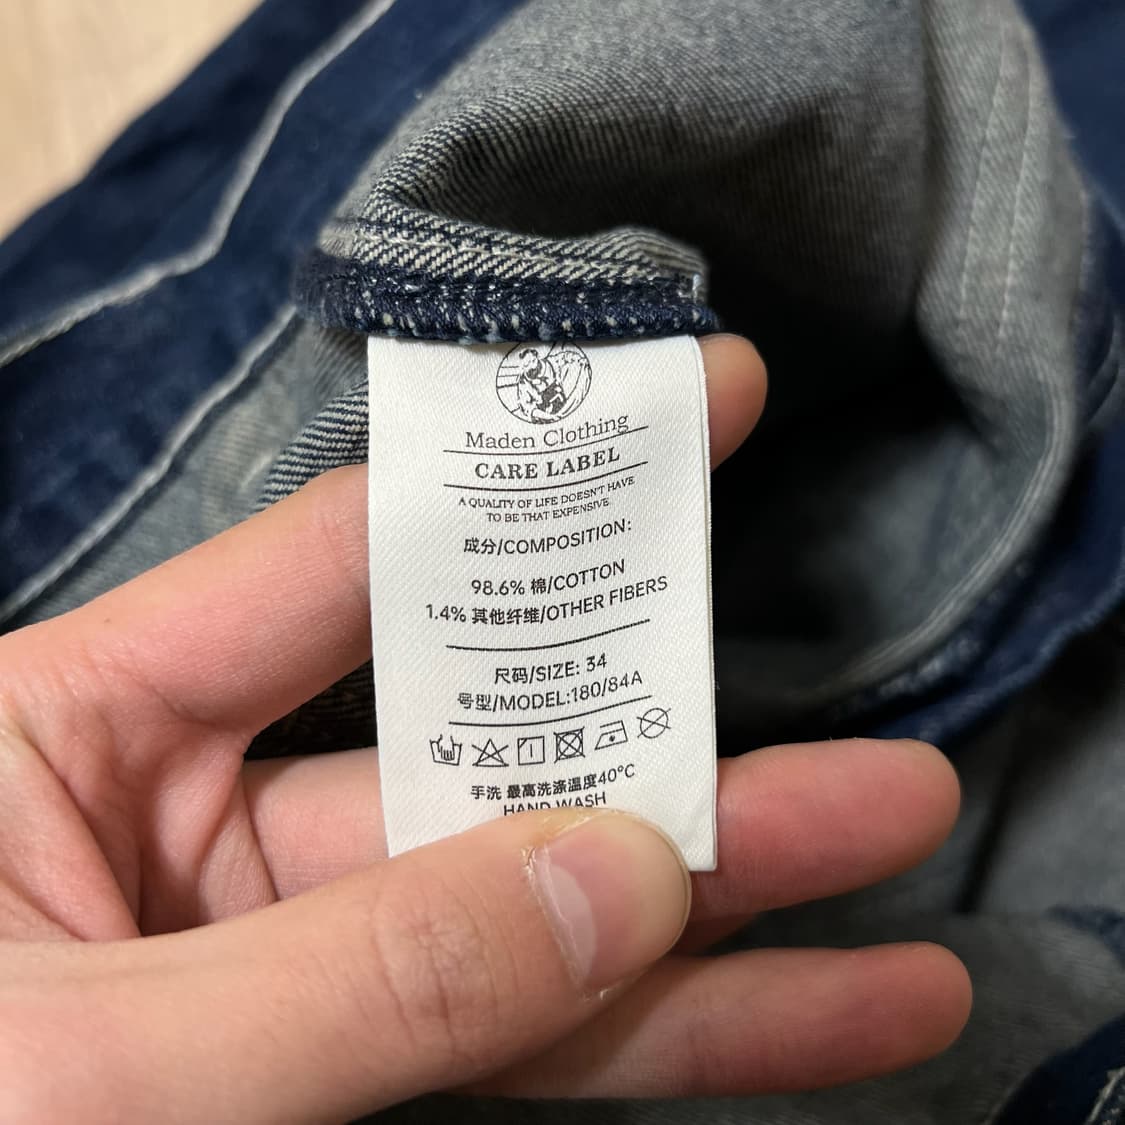 Maden Clothing
CARE LABEL
A QUALITY OF LIFE DOESN'T HAVE
TO BE THAT EXPENSIVE.
成分/COMPOSITION:
98.6% 棉/COTTON
1.4% 其他纤维/OTHER FIBERS
尺码/SIZE: 34
号型/MODEL:180/84A
手洗 最高洗涤温度40°C
HAND WASH